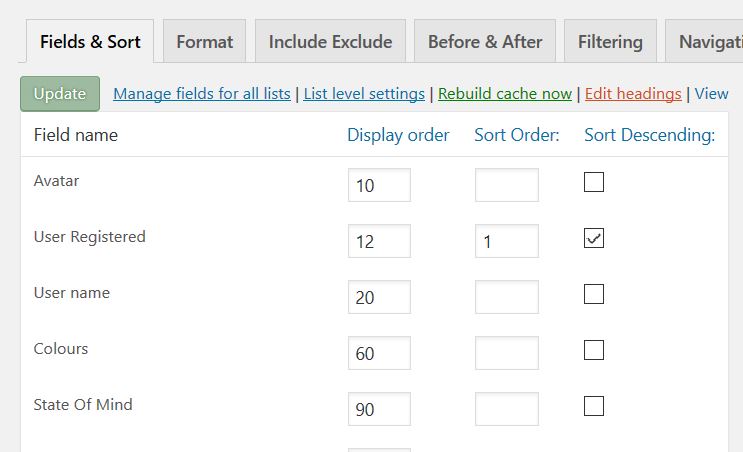 Fields & Sort Format Include Exclude Before & After Filtering Navigati
Update Manage fields for all lists | List level settings | Rebuild cache now | Edit headings | View
Field name Display order Sort Order: Sort Descending:
Avatar 10
User Registered 12 1
User name 20
Colours 60
State Of Mind 90